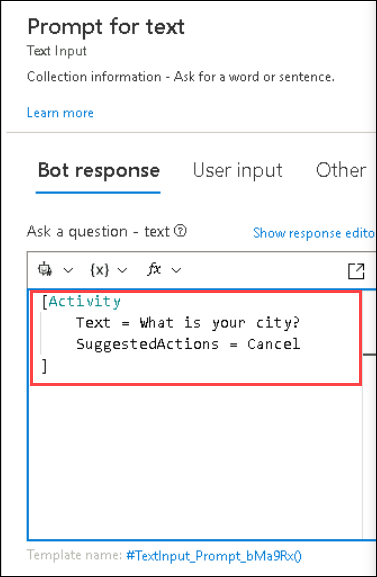 Prompt for text
Text Input
Collection information - Ask for a word or sentence.
Learn more
Bot response User input Other
Ask a question - text
Show response edito
{x} fx
[Activity
Text = What is your city?
SuggestedActions = Cancel
]
Template name: #TextInput_Prompt_bMa9Rx()